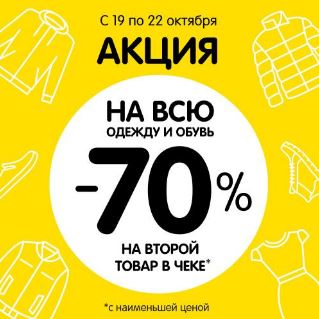 С 19 по 22 октября
АКЦИЯ
НА ВСЮ
ОДЕЖДУ И ОБУВЬ
-70%
НА ВТОРОЙ
ТОВАР В ЧЕКЕ*
*с наименьшей ценой